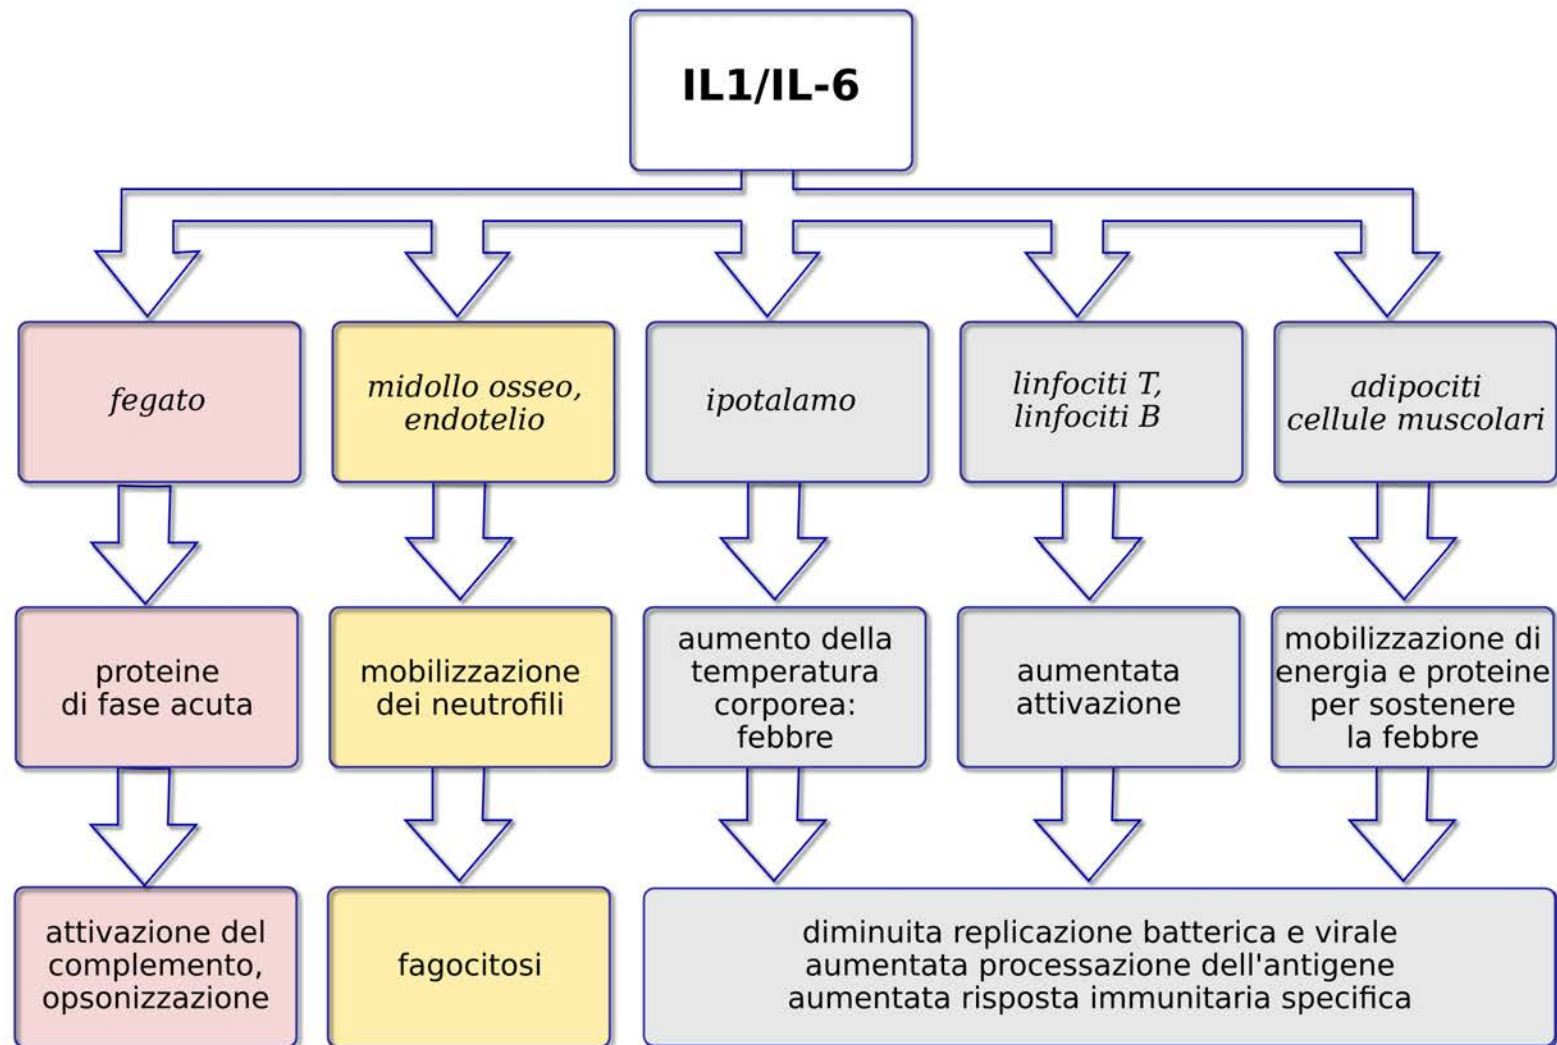 IL1/IL-6
fegato
midollo osseo,
endotelio
ipotalamo
linfociti T,
linfociti B
adipociti
cellule muscolari
proteine
di fase acuta
mobilizzazione
dei neutrofili
aumento della
temperatura
corporea:
febbre
aumentata
attivazione
mobilizzazione di
energia e proteine
per sostenere
la febbre
attivazione del
complemento,
opsonizzazione
fagocitosi
diminuita replicazione batterica e virale
aumentata processazione dell'antigene
aumentata risposta immunitaria specifica